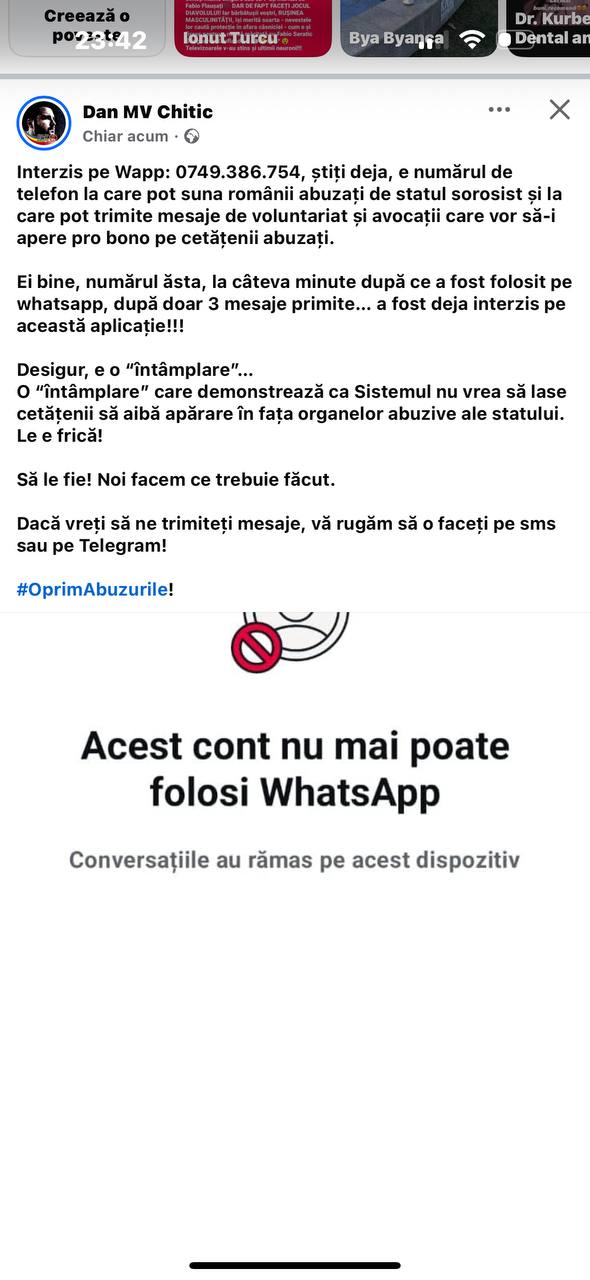 Creează o
poveste
23:42
Ionut Turcu
Bya Byanca
Dr. Kurbe
Dental an
Dan MV Chitic
Chiar acum ·
Interzis pe Wapp: 0749.386.754, știți deja, e numărul de
telefon la care pot suna românii abuzați de statul sorosist și la
care pot trimite mesaje de voluntariat și avocații care vor să-i
apere pro bono pe cetățenii abuzați.
Ei bine, numărul ăsta, la câteva minute după ce a fost folosit pe
whatsapp, după doar 3 mesaje primite... a fost deja interzis pe
această aplicație!!!
Desigur, e o “întâmplare”...
O “întâmplare” care demonstrează ca Sistemul nu vrea să lase
cetățenii să aibă apărare în fața organelor abuzive ale statului.
Le e frică!
Să le fie! Noi facem ce trebuie făcut.
Dacă vreți să ne trimiteți mesaje, vă rugăm să o faceți pe sms
sau pe Telegram!
#OprimAbuzurile!
Acest cont nu mai poate
folosi WhatsApp
Conversațiile au rămas pe acest dispozitiv